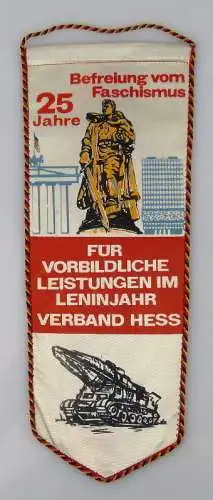 Befreiung vom
Faschismus
25
Jahre
FÜR
VORBILDLICHE
LEISTUNGEN IM
LENINJAHR
VERBAND HESS